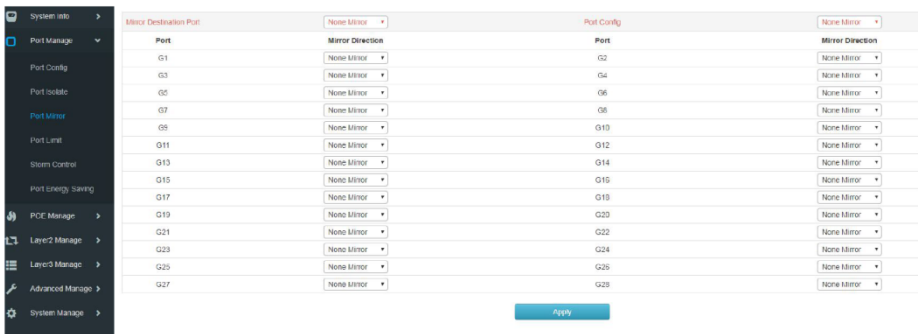 System Info
Port Manage
Port Config
Port Isolate
Port Mirror
Port Limit
Storm Control
Port Energy Saving
POE Manage
Layer2 Manage
Layer3 Manage
Advanced Manage
System Manage
Mirror Destination Port None Mirror Port Config None Mirror
Port Mirror Direction Port Mirror Direction
G1 None Mirror G2 None Mirror
G3 None Mirror G4 None Mirror
G5 None Mirror G6 None Mirror
G7 None Mirror G8 None Mirror
G9 None Mirror G10 None Mirror
G11 None Mirror G12 None Mirror
G13 None Mirror G14 None Mirror
G15 None Mirror G16 None Mirror
G17 None Mirror G18 None Mirror
G19 None Mirror G20 None Mirror
G21 None Mirror G22 None Mirror
G23 None Mirror G24 None Mirror
G25 None Mirror G26 None Mirror
G27 None Mirror G28 None Mirror
Apply